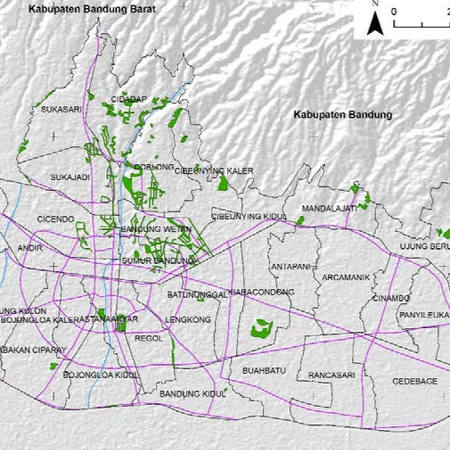 Kabupaten Bandung Barat
N
0
2
CIDADAP
SUKASARI
Kabupaten Bandung
COBLONG
CIBEUNYING KALER
SUKAJADI
MANDALAJATI
CICENDO
CIBEUNYING KIDUL
BANDUNG WETAN
ANDIR
UJUNG BERU
SUMUR BANDUNG
ANTAPANI
ARCAMANIK
BATUNUNGGAL
KIARACONDONG
CINAMBO
UNG KULON
PANYILEUKA
BOJONGLOA KALER
ASTANAANYAR
LENGKONG
REGOL
BAKAN CIPARAY
BUAHBATU
RANCASARI
BOJONGLOA KIDUL
GEDEBAGE
BANDUNG KIDUL